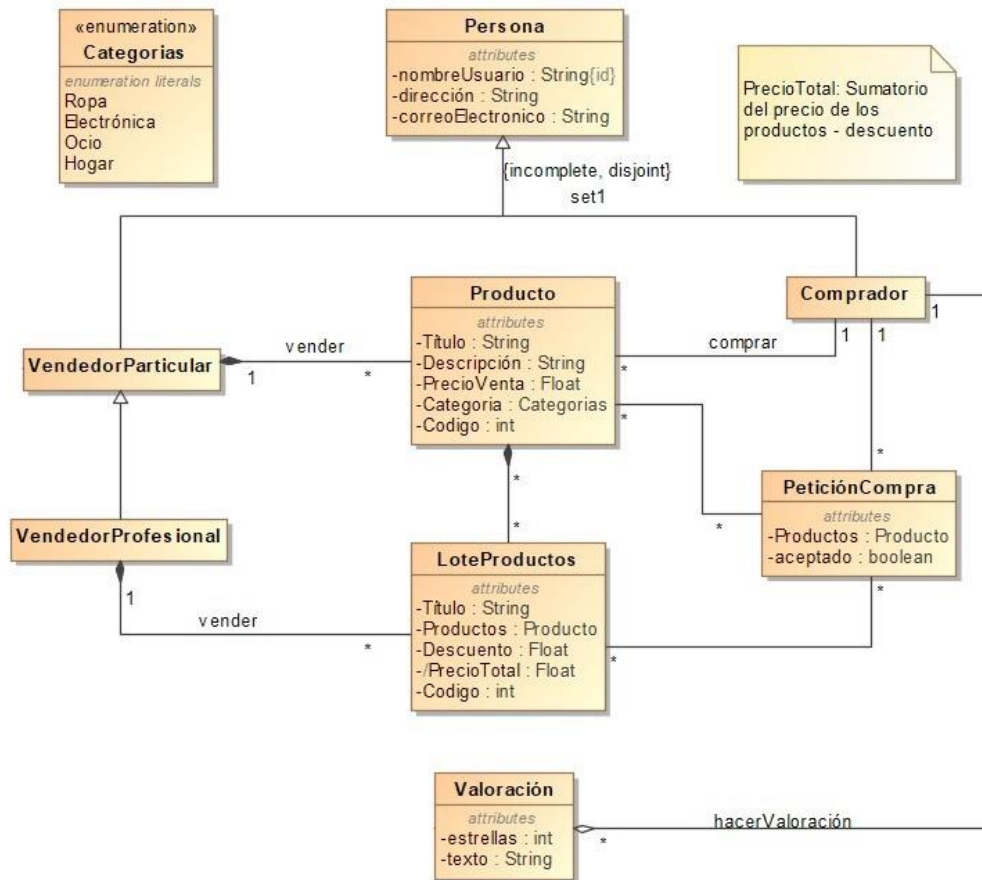 «enumeration»
Categorias
enumeration literals
Ropa
Electrónica
Ocio
Hogar
Persona
attributes
-nombreUsuario : String{id}
-dirección : String
-correoElectronico : String
PrecioTotal: Sumatorio
del precio de los
productos - descuento
{incomplete, disjoint}
set1
Producto
attributes
-Título : String
-Descripción : String
-PrecioVenta : Float
-Categoria : Categorias
-Codigo : int
Comprador
1
1
1
comprar
*
vender
1
*
VendedorParticular
*
*
*
*
*
PeticiónCompra
attributes
-Productos : Producto
-aceptado : boolean
*
VendedorProfesional
1
vender
*
LoteProductos
attributes
-Título : String
-Productos : Producto
-Descuento : Float
-/PrecioTotal : Float
-Codigo : int
*
Valoración
attributes
-estrellas : int
-texto : String
*
hacerValoración